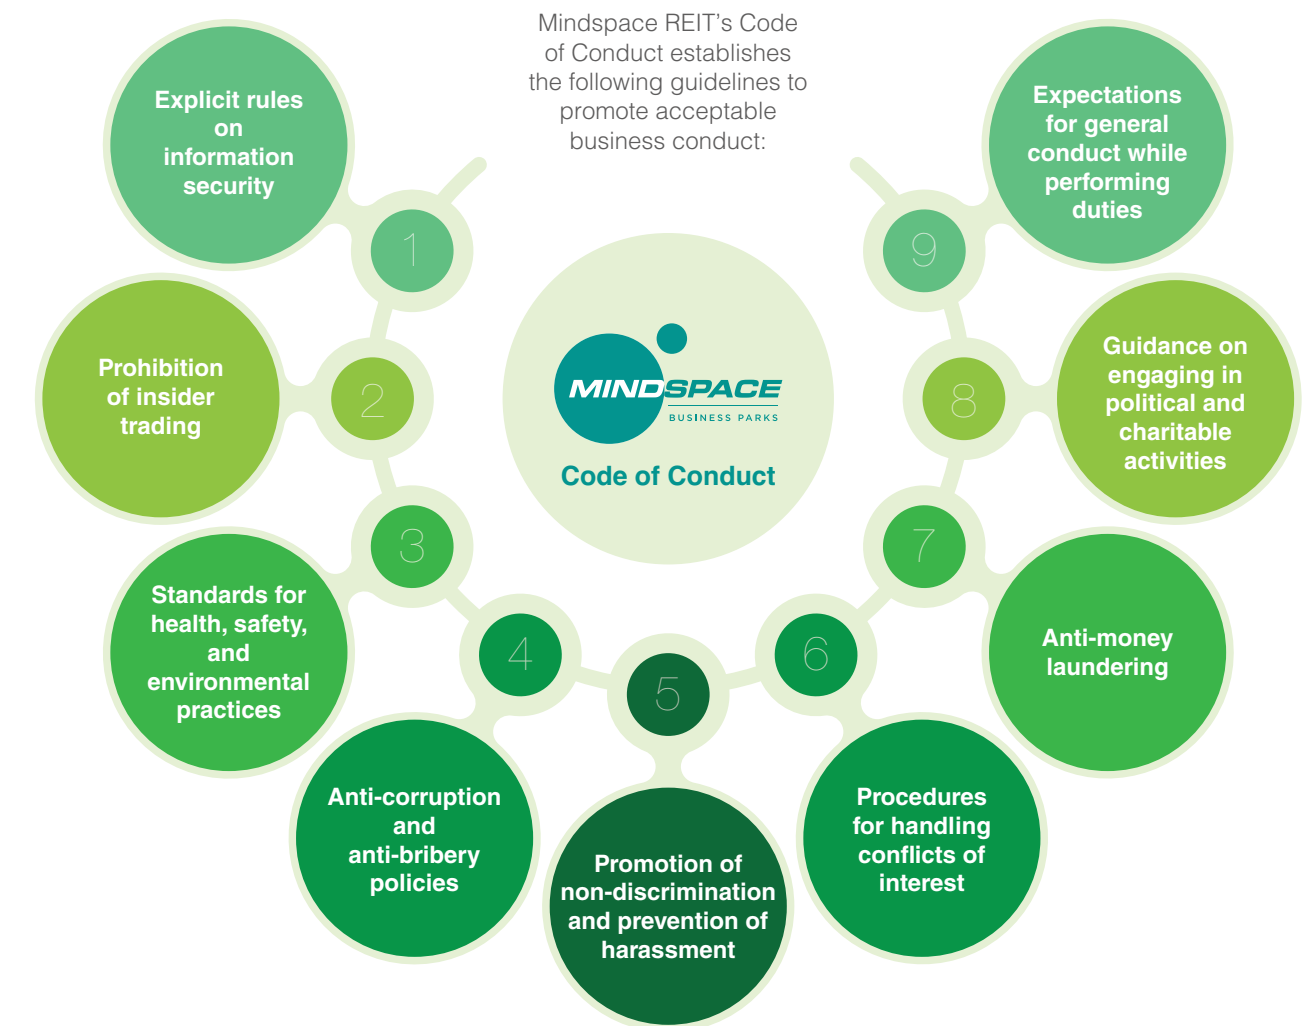 Mindspace REIT's Code
of Conduct establishes
the following guidelines to
promote acceptable
business conduct:
Explicit rules
on
information
security
1
Prohibition
of insider
trading
2
Standards for
health, safety,
and
environmental
practices
3
Anti-corruption
and
anti-bribery
policies
4
Promotion of
non-discrimination
and prevention of
harassment
5
Procedures
for handling
conflicts of
interest
6
Anti-money
laundering
7
Guidance on
engaging in
political and
charitable
activities
8
Expectations
for general
conduct while
performing
duties
9
MINDSPACE
BUSINESS PARKS
Code of Conduct